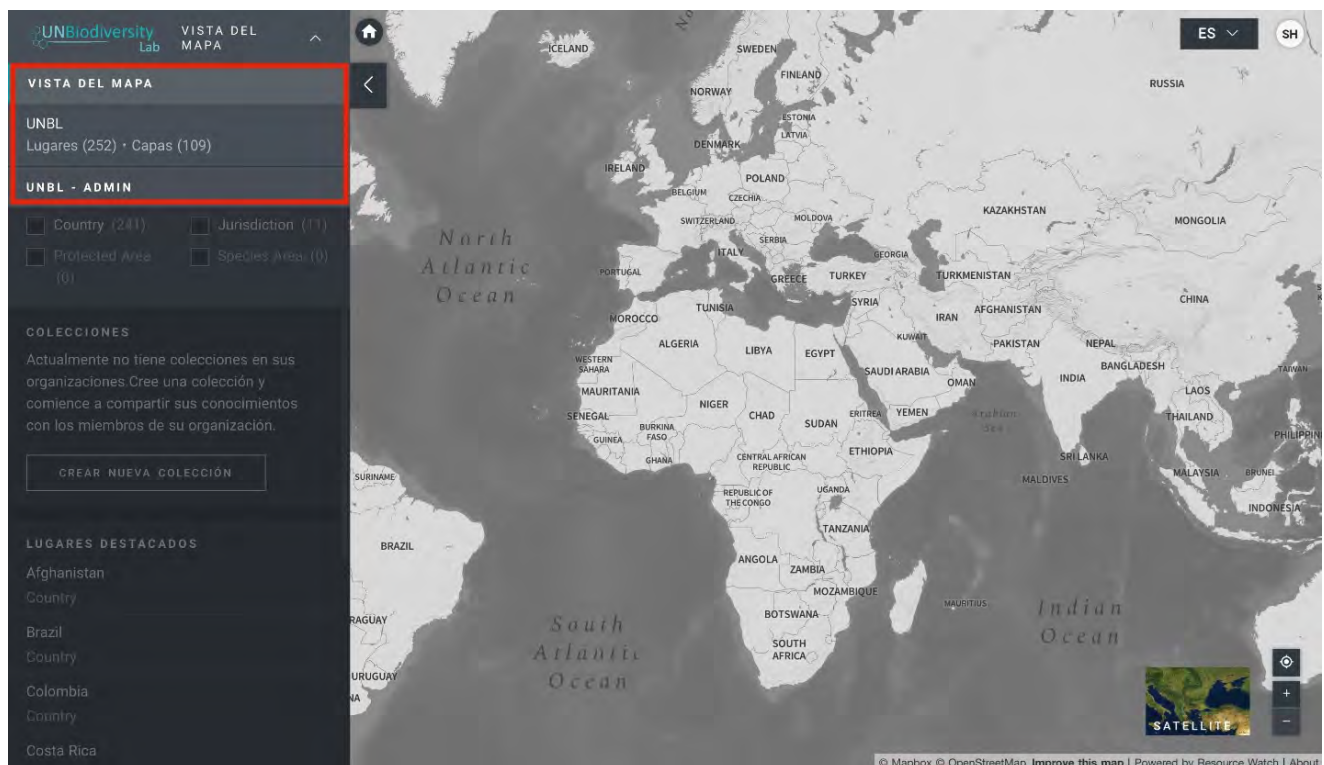 UNBiodiversity
Lab
VISTA DEL
MAPA
VISTA DEL MAPA
UNBL
Lugares (252) • Capas (109)
UNBL - ADMIN
Country (241)
Jurisdiction (11)
Protected Area
(0)
Species Area (0)
COLECCIONES
Actualmente no tiene colecciones en sus
organizaciones.Cree una colección y
comience a compartir sus conocimientos
con los miembros de su organización.
CREAR NUEVA COLECCIÓN
LUGARES DESTACADOS
Afghanistan
Country
Brazil
Country
Colombia
Country
Costa Rica
ES
SH
ICELAND
SWEDEN
FINLAND
NORWAY
RUSSIA
ESTONIA
LATVIA
DENMARK
IRELAND
POLAND
BELGIUM
CZECHIA
KAZAKHSTAN
SWITZERLAND
MOLDOVA
MONGOLIA
North
Atlantic
Ocean
SERBIA
ITALY
GEORGIA
PORTUGAL
GREECE
TURKEY
TURKMENISTAN
SYRIA
CHINA
TUNISIA
MOROCCO
IRAN
AFGHANISTAN
ALGERIA
LIBYA
EGYPT
KUWAIT
PAKISTAN
NEPAL
WESTERN
SAHARA
SAUDI ARABIA
BANGLADESH
TAIWAN
OMAN
INDIA
MAURITANIA
LAOS
NIGER
CHAD
SUDAN
ERITREA
YEMEN
Arabian
Sea
THAILAND
SENEGAL
BURKINA
FASO
PHILIPPIN
GUINEA
GHANA
CENTRAL AFRICAN
REPUBLIC
ETHIOPIA
SRI LANKA
SURINAME
MALDIVES
MALAYSIA
BRUNEI
REPUBLIC OF
THE CONGO
UGANDA
INDONESIA
TANZANIA
BRAZIL
ANGOLA
ZAMBIA
MOZAMBIQUE
MAURITIUS
Indian
Ocean
BOTSWANA
RAGUAY
South
Atlantic
Ocean
SOUTH
AFRICA
URUGUAY
NA
SATELLITE
© Mapbox © OpenStreetMap Improve this map | Powered by Resource Watch | About